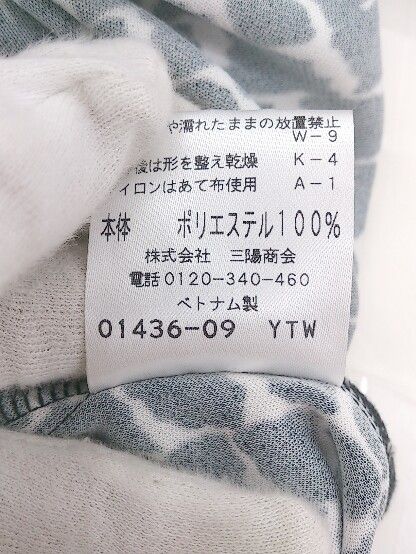 や濡れたままの放置禁止
W-9
後は形を整え乾燥 K-4
イロンはあて布使用 A-1
本体 ポリエステル100%
株式会社 三陽商会
電話0120-340-460
ベトナム製
01436-09 YTW